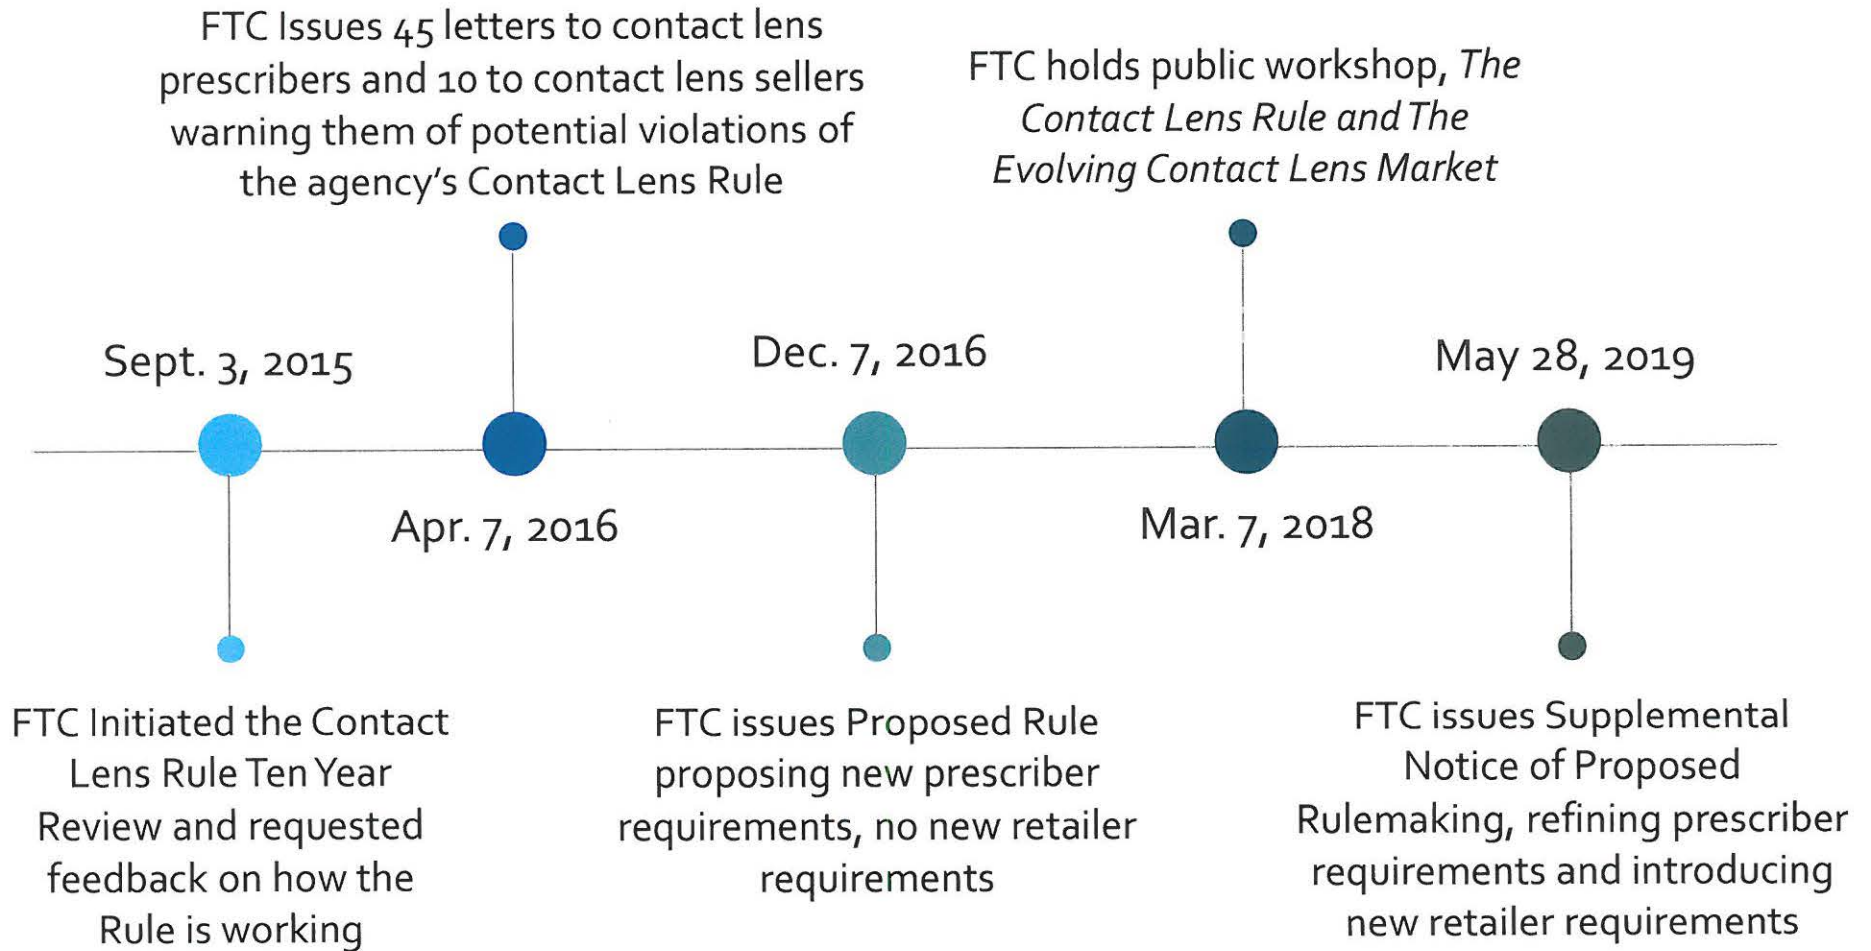 FTC Issues 45 letters to contact lens
prescribers and 10 to contact lens sellers
warning them of potential violations of
the agency's Contact Lens Rule
FTC holds public workshop, The
Contact Lens Rule and The
Evolving Contact Lens Market
Sept. 3, 2015
Dec. 7, 2016
May 28, 2019
Apr. 7, 2016
Mar. 7, 2018
FTC Initiated the Contact
Lens Rule Ten Year
Review and requested
feedback on how the
Rule is working
FTC issues Proposed Rule
proposing new prescriber
requirements, no new retailer
requirements
FTC issues Supplemental
Notice of Proposed
Rulemaking, refining prescriber
requirements and introducing
new retailer requirements